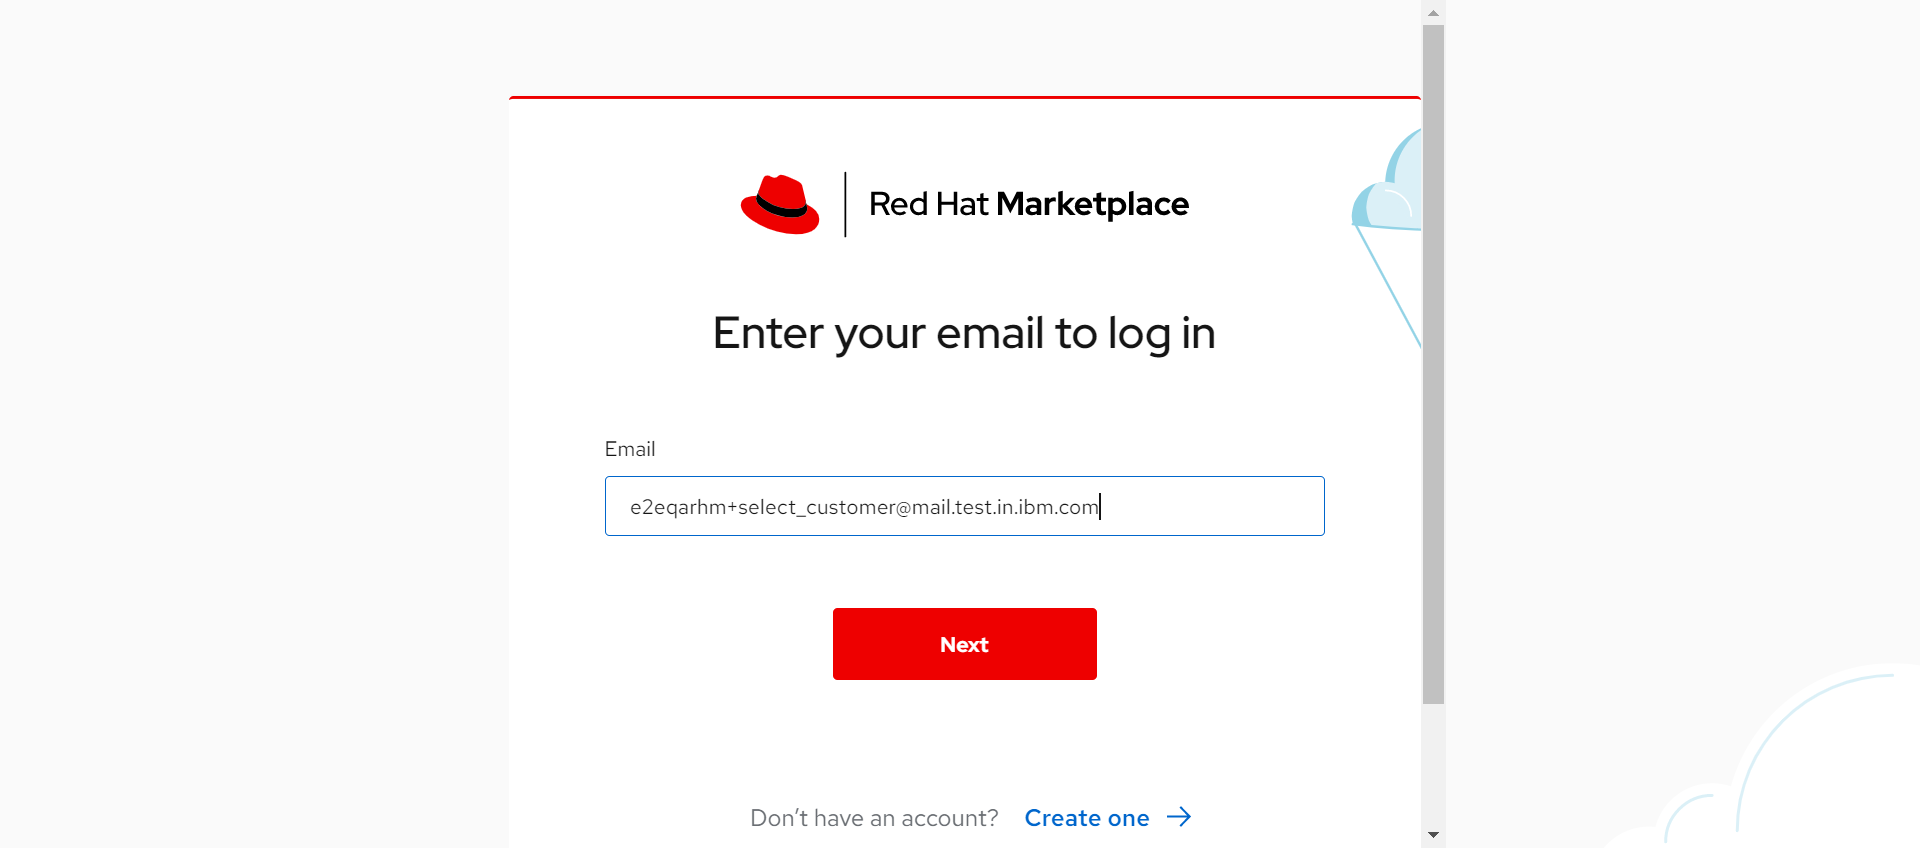 Red Hat Marketplace
Enter your email to log in
Email
e2eqarhm+select_customer@mail.test.in.ibm.com
Next
Don’t have an account? Create one